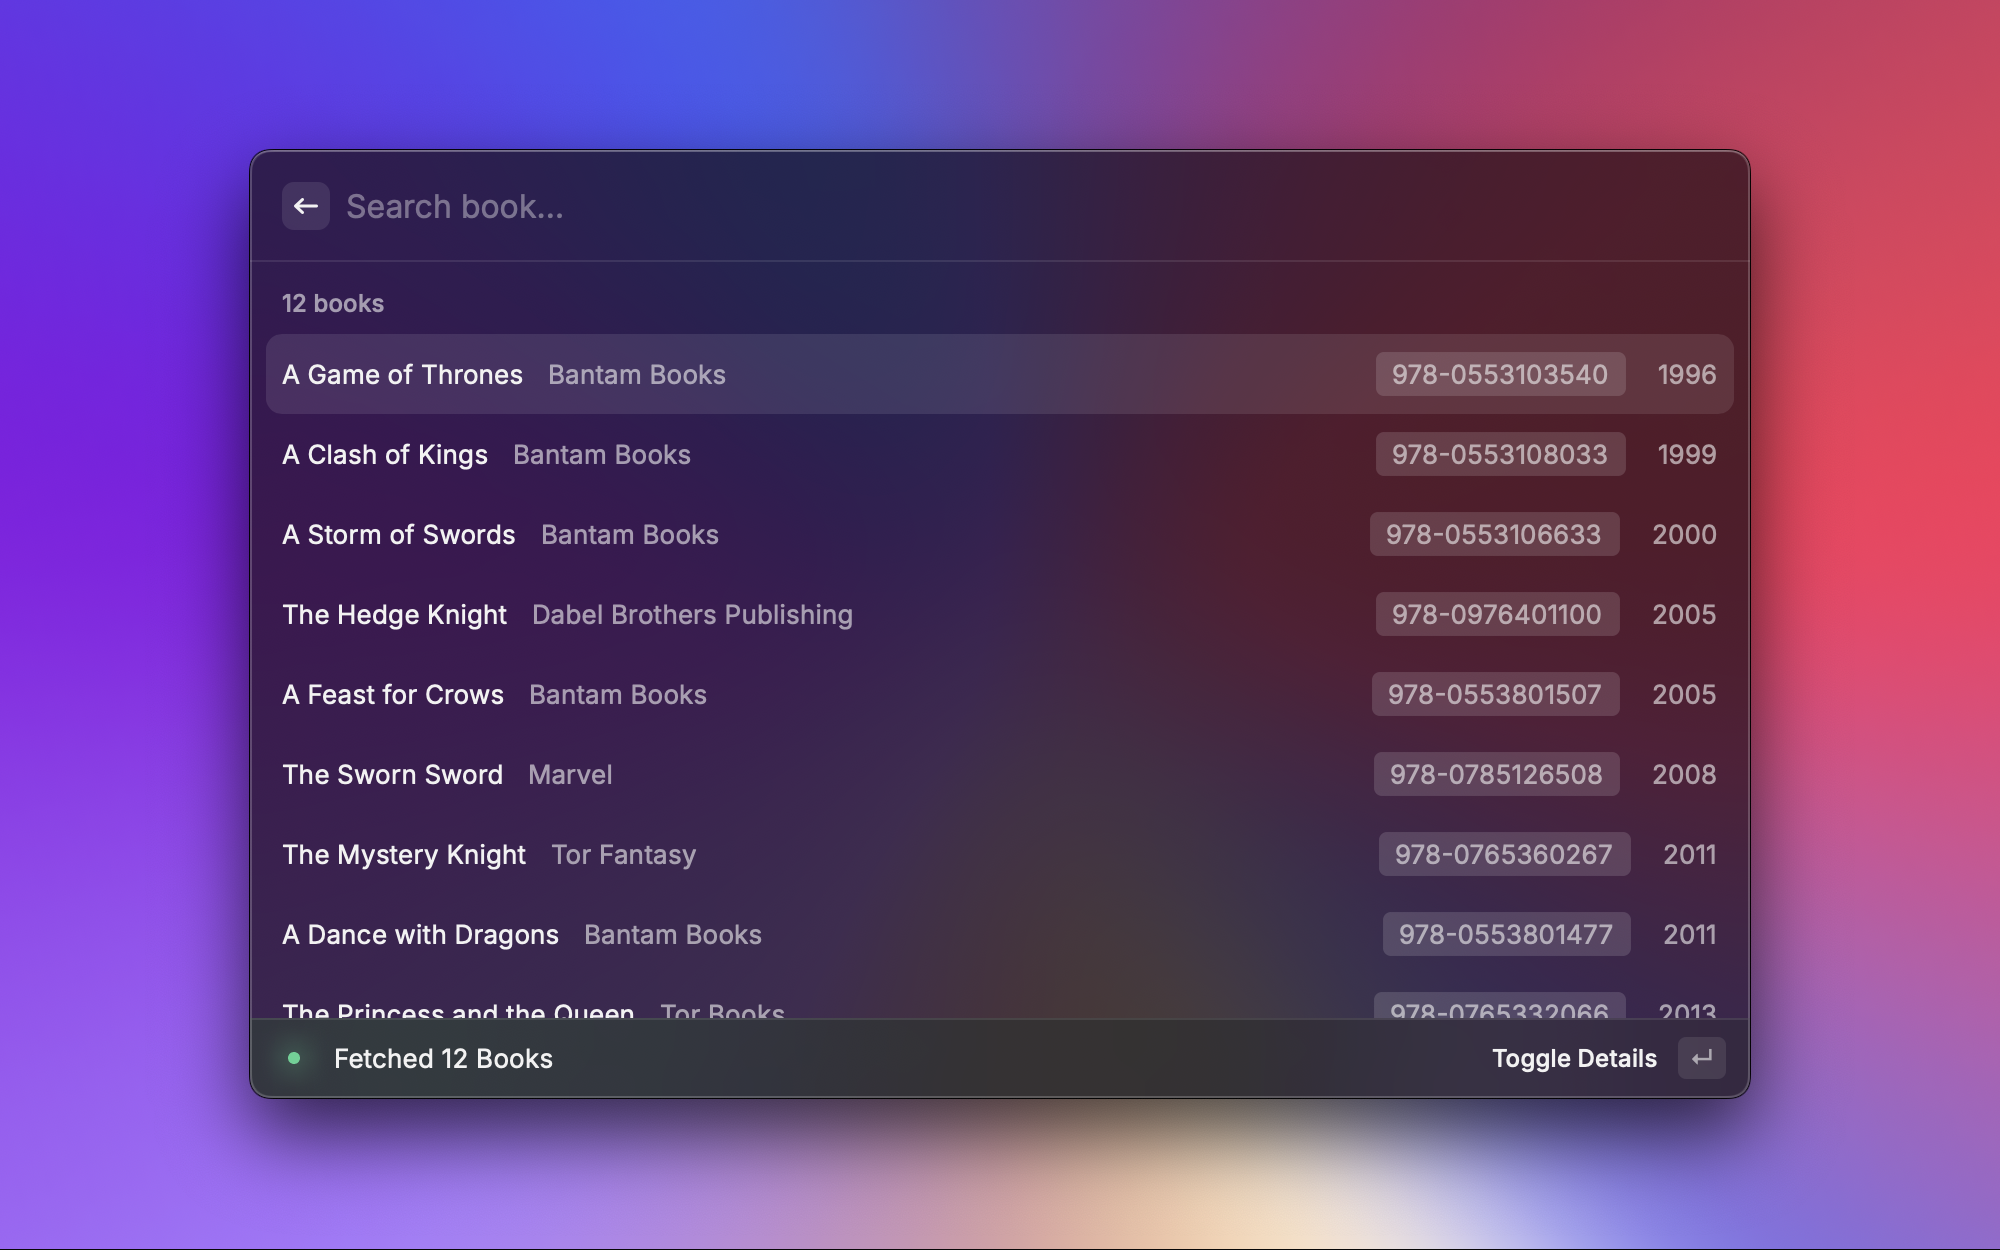 Search book...
12 books
A Game of Thrones Bantam Books 978-0553103540 1996
A Clash of Kings Bantam Books 978-0553108033 1999
A Storm of Swords Bantam Books 978-0553106633 2000
The Hedge Knight Dabel Brothers Publishing 978-0976401100 2005
A Feast for Crows Bantam Books 978-0553801507 2005
The Sworn Sword Marvel 978-0785126508 2008
The Mystery Knight Tor Fantasy 978-0765360267 2011
A Dance with Dragons Bantam Books 978-0553801477 2011
The Princess and the Queen Tor Books 978-0765332066 2013
Fetched 12 Books Toggle Details